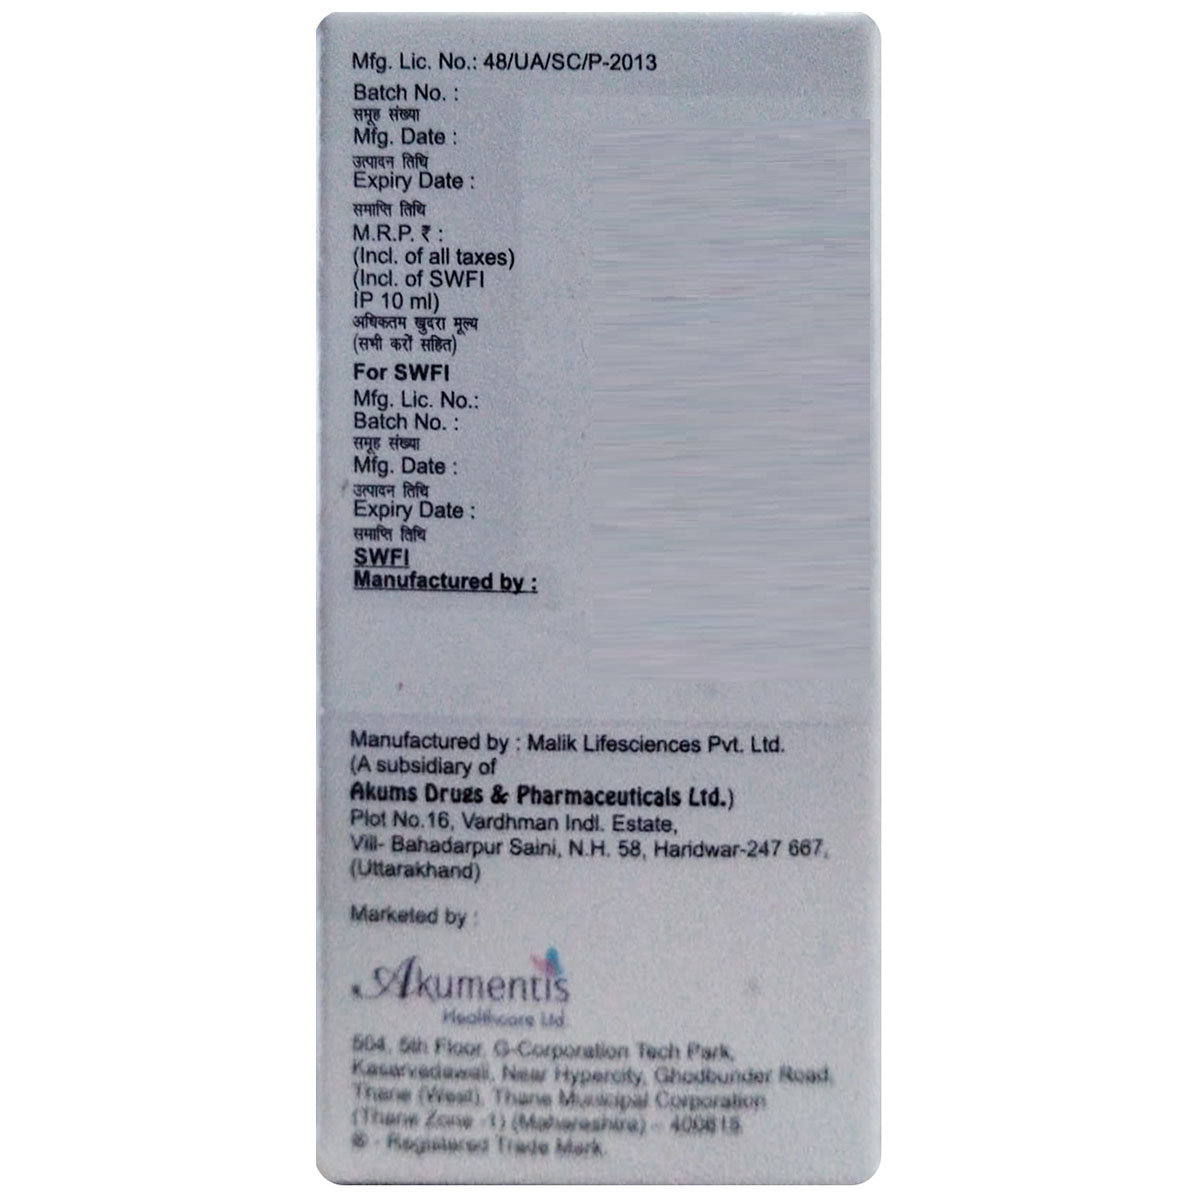 Mfg. Lic. No.: 48/UA/SC/P-2013
Batch No. :
समूह संख्या
Mfg. Date :
उत्पादन तिथि
Expiry Date :
समाप्ति तिथि
M.R.P. ₹ :
(Incl. of all taxes)
(Incl. of SWFI
IP 10 ml)
अधिकतम खुदरा मूल्य
(सभी करों सहित)
For SWFI
Mfg. Lic. No.:
Batch No. :
समूह संख्या
Mfg. Date :
उत्पादन तिथि
Expiry Date :
समाप्ति तिथि
SWFI
Manufactured by :
Manufactured by : Malik Lifesciences Pvt. Ltd.
(A subsidiary of
Akums Drugs & Pharmaceuticals Ltd.)
Plot No.16, Vardhman Indl. Estate,
Vill- Bahadarpur Saini, N.H. 58, Haridwar-247 667,
(Uttarakhand)
Marketed by :
Akumentis
Healthcare Ltd.
504, 5th Floor, G-Corporation Tech Park,
Kasarvadawali, Near Hypercity, Ghodbunder Road,
Thane (West), Thane Municipal Corporation
(Thane Zone -1) (Maharashtra) - 400615
® - Registered Trade Mark.